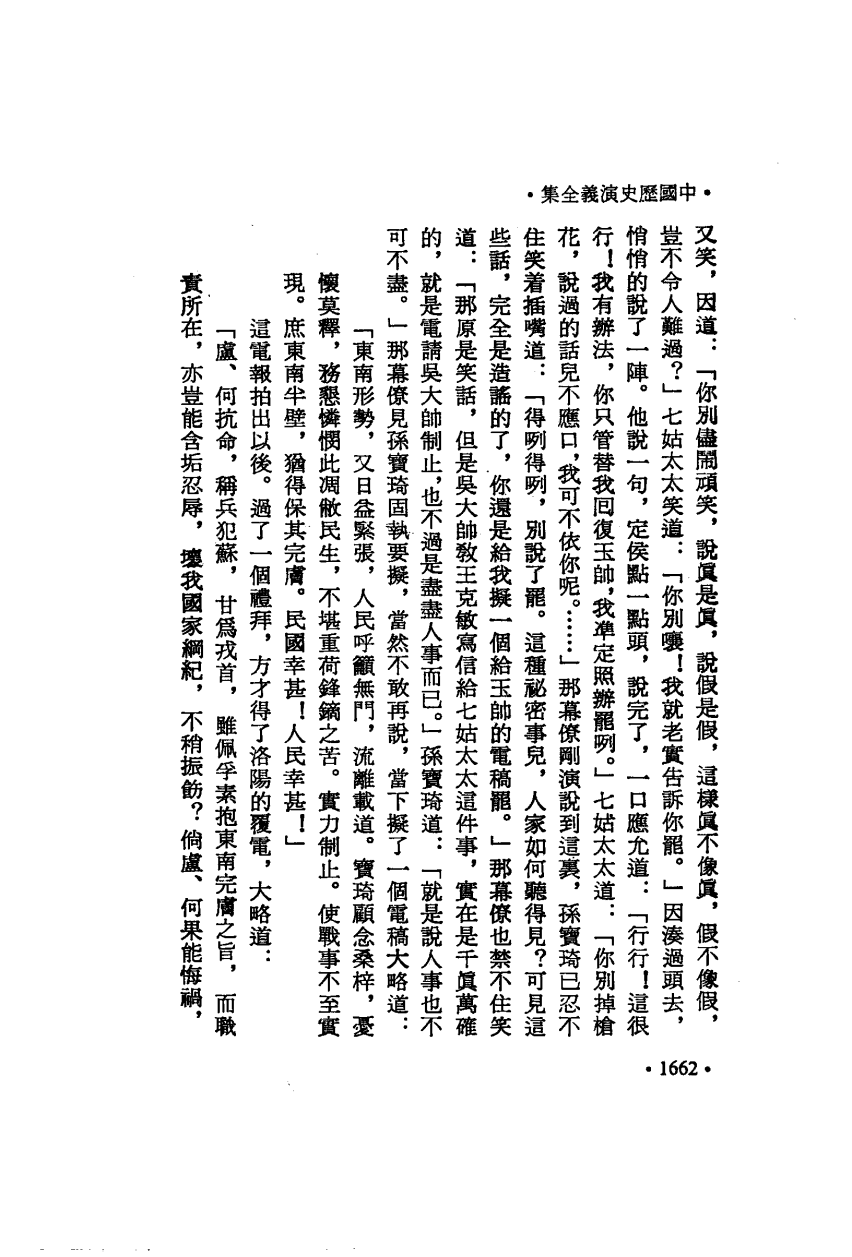 ·中國歷史演義全集·
又笑，因道：「你別儘鬧頑笑，說眞是眞，說假是假，這樣眞不像眞，假不像假，
豈不令人難過？」七姑太太笑道：「你別嚷！我就老實告訴你罷。」因湊過頭去，
悄悄的說了一陣。他說一句，定侯點一點頭，說完了，一口應允道：「行行！這很
行！我有辦法，你只管替我回復玉帥，我準定照辦罷咧。」七姑太太道：「你別掉槍
花，說過的話兒不應口，我可不依你呢。……」那幕僚剛演說到這裏，孫寶琦已忍不
住笑着插嘴道：「得咧得咧，別說了罷。這種祕密事兒，人家如何聽得見？可見這
些話，完全是造謠的了，你還是給我擬一個給玉帥的電稿罷。」那幕僚也禁不住笑
道：「那原是笑話，但是吳大帥敎王克敏寫信給七姑太太這件事，實在是千眞萬確
的，就是電請吳大帥制止，也不過是盡盡人事而已。」孫寶琦道：「就是說人事也不
可不盡。」那幕僚見孫寶琦固執要擬，當然不敢再說，當下擬了一個電稿大略道：
「東南形勢，又日益緊張，人民呼籲無門，流離載道。寶琦顧念桑梓，憂
懷莫釋，務懇憐憫此凋敝民生，不堪重荷鋒鏑之苦。實力制止。使戰事不至實
現。庶東南半壁，猶得保其完膚。民國幸甚！人民幸甚！」
這電報拍出以後。過了一個禮拜，方才得了洛陽的覆電，大略道：
「盧、何抗命，稱兵犯蘇，甘爲戎首，雖佩孚素抱東南完膚之旨，而職
責所在，亦豈能含垢忍辱，壞我國家綱紀，不稍振飭？倘盧、何果能悔禍，
·1662·